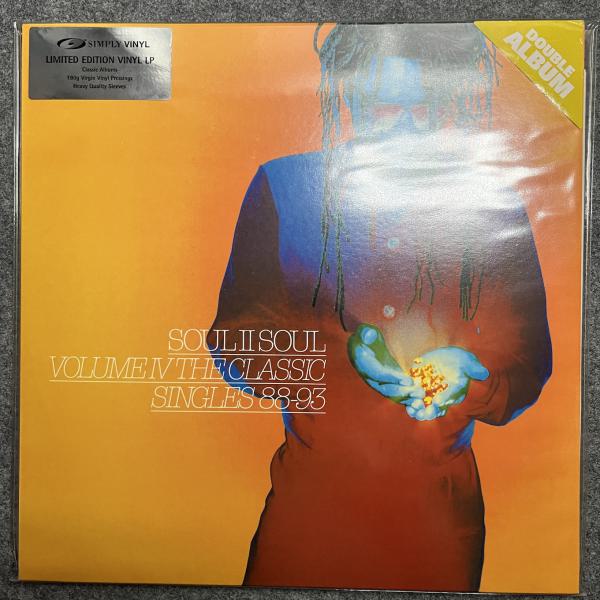 SIMPLY VINYL
LIMITED EDITION VINYL LP
Classic Albums
180g Virgin Vinyl Pressings
Heavy Quality Sleeves
DOUBLE
ALBUM
SOUL II SOUL
VOLUME IV THE CLASSIC
SINGLES 88-93